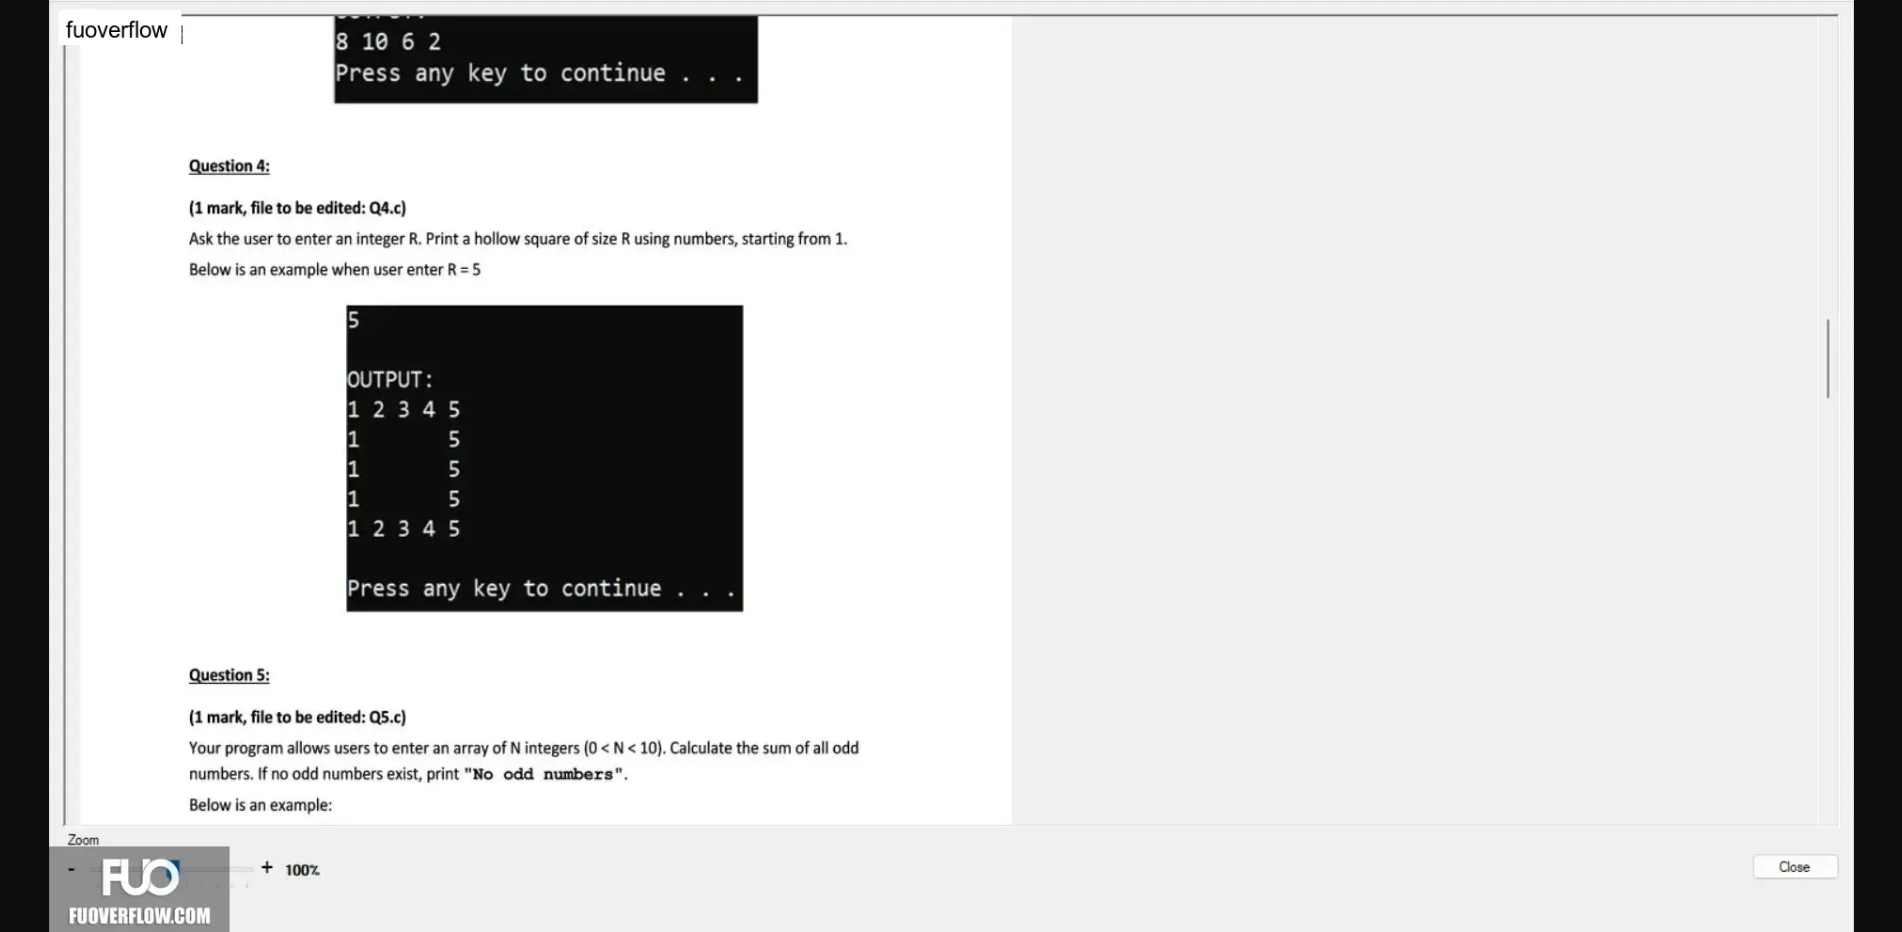 fuoverflow
8 10 6 2
Press any key to continue . . .
Question 4:
(1 mark, file to be edited: Q4.c)
Ask the user to enter an integer R. Print a hollow square of size R using numbers, starting from 1.
Below is an example when user enter R = 5
5
OUTPUT:
1 2 3 4 5
1       5
1       5
1       5
1 2 3 4 5
Press any key to continue . . .
Question 5:
(1 mark, file to be edited: Q5.c)
Your program allows users to enter an array of N integers (0 < N < 10). Calculate the sum of all odd
numbers. If no odd numbers exist, print "No odd numbers".
Below is an example:
Zoom
- + 100%
Close
FUO
FUOVERFLOW.COM